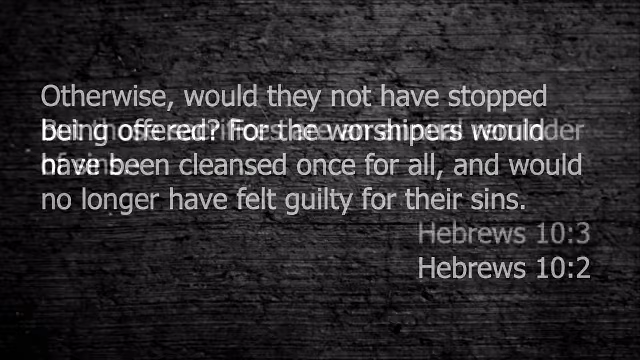 Otherwise, would they not have stopped
being offered? For the worshipers would
have been cleansed once for all, and would
no longer have felt guilty for their sins.
Hebrews 10:3
Hebrews 10:2